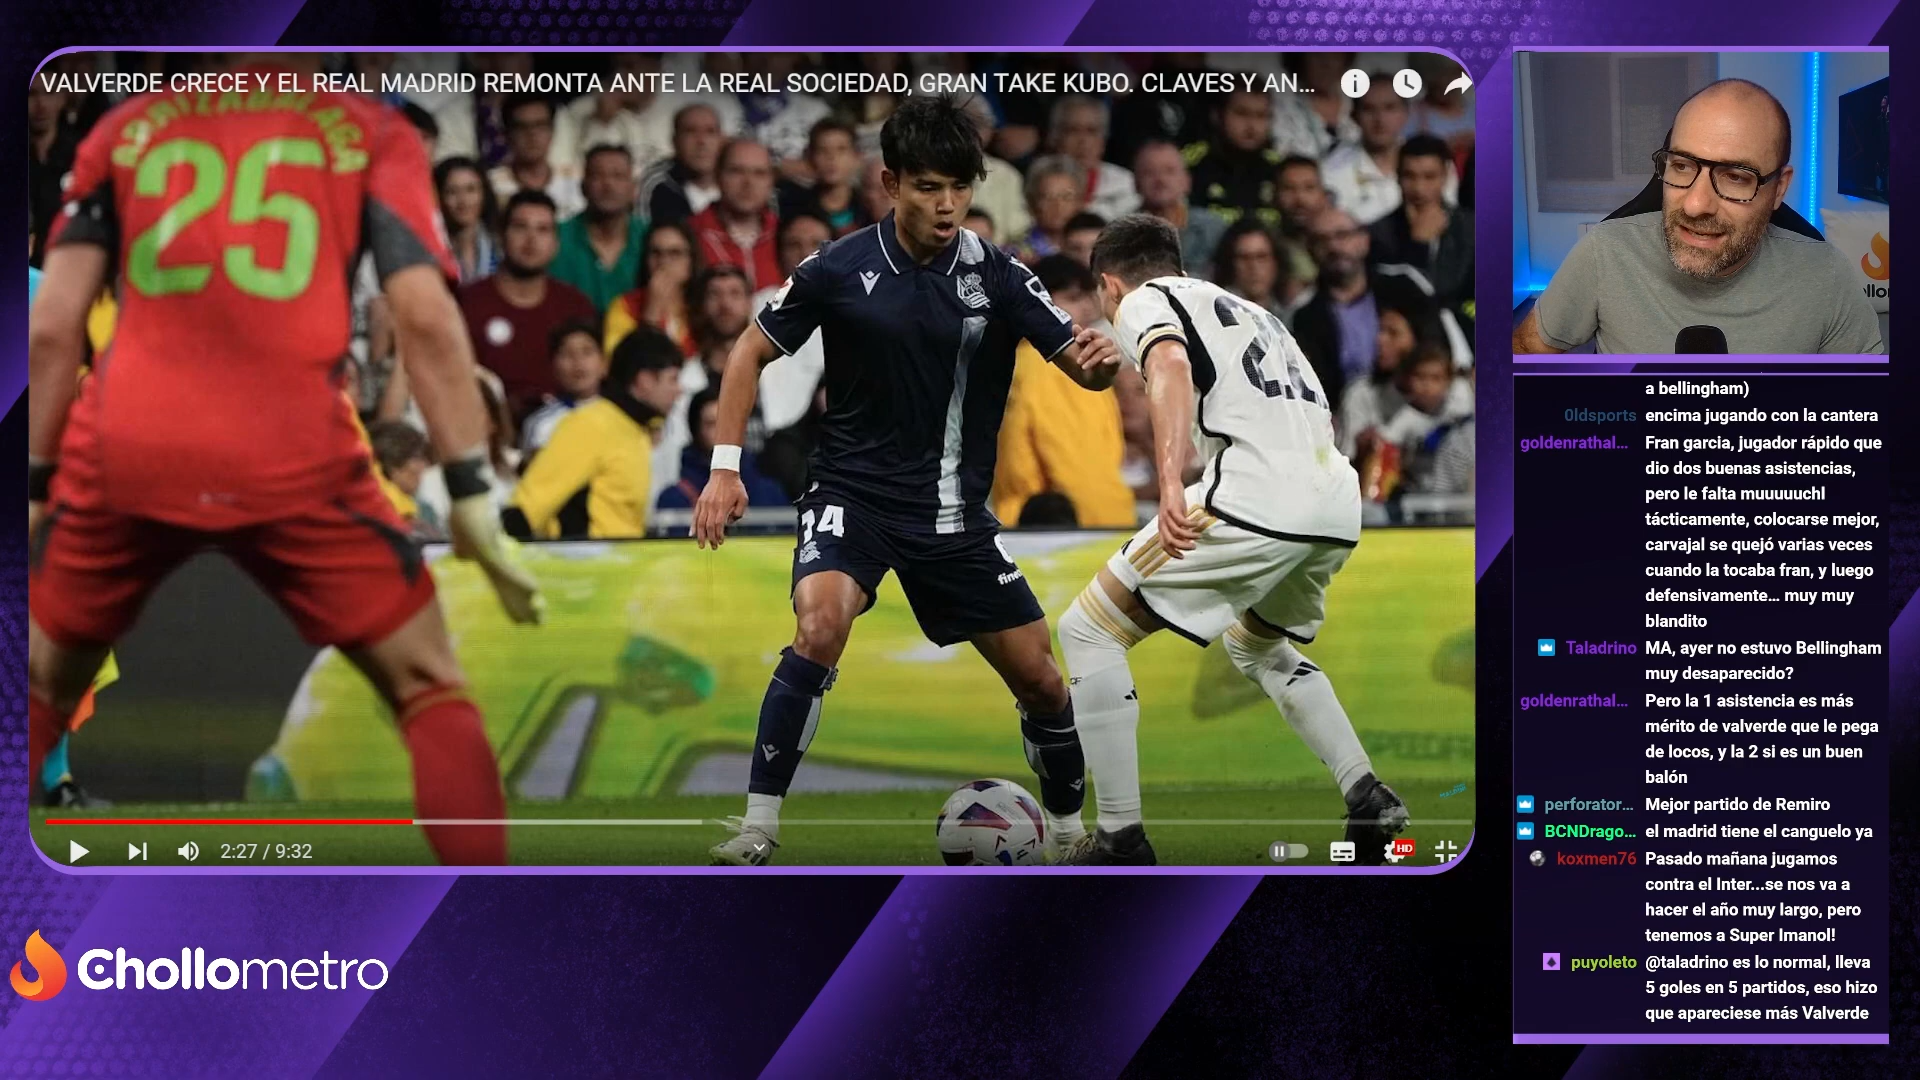 VALVERDE CRECE Y EL REAL MADRID REMONTA ANTE LA REAL SOCIEDAD, GRAN TAKE KUBO. CLAVES Y AN...
25
14
2:27 / 9:32
HD
Chollometro
a bellingham)
0ldsports encima jugando con la cantera
goldenrathal... Fran garcia, jugador rápido que
dio dos buenas asistencias,
pero le falta muuuuuchl
tácticamente, colocarse mejor,
carvajal se quejó varias veces
cuando la tocaba fran, y luego
defensivamente... muy muy
blandito
Taladrino MA, ayer no estuvo Bellingham
muy desaparecido?
goldenrathal... Pero la 1 asistencia es más
mérito de valverde que le pega
de locos, y la 2 si es un buen
balón
perforator... Mejor partido de Remiro
BCNDrago... el madrid tiene el canguelo ya
koxmen76 Pasado mañana jugamos
contra el Inter...se nos va a
hacer el año muy largo, pero
tenemos a Super Imanol!
puyoleto @taladrino es lo normal, lleva
5 goles en 5 partidos, eso hizo
que apareciese más Valverde